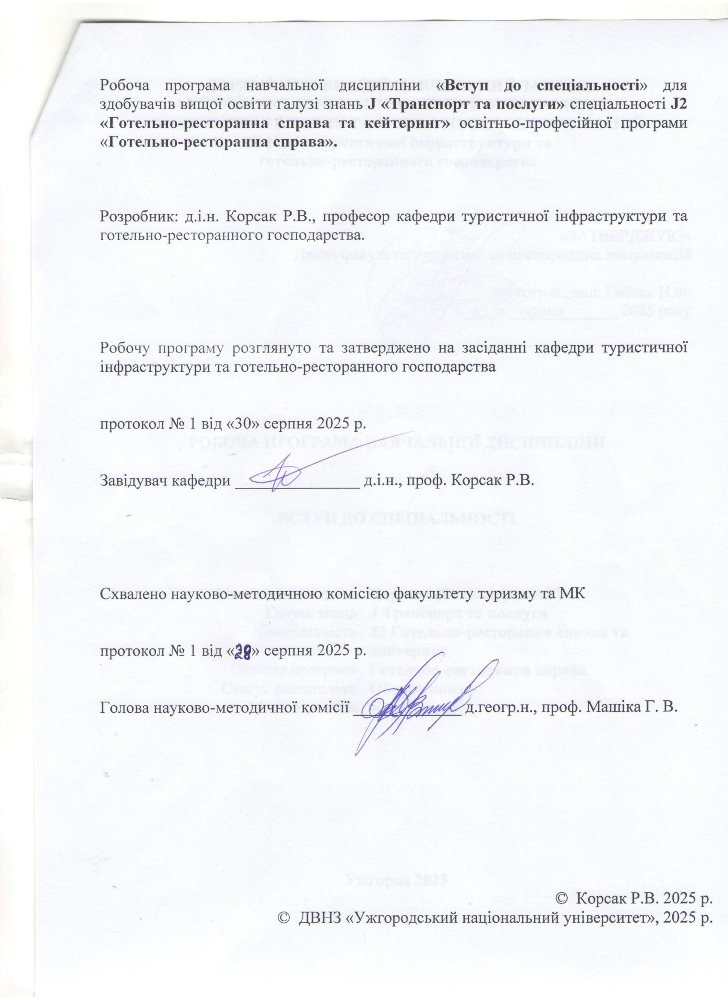 Робоча програма навчальної дисципліни «Вступ до спеціальності» для
здобувачів вищої освіти галузі знань J «Транспорт та послуги» спеціальності J2
«Готельно-ресторанна справа та кейтеринг» освітньо-професійної програми
«Готельно-ресторанна справа».
Розробник: д.і.н. Корсак Р.В., професор кафедри туристичної інфраструктури та
готельно-ресторанного господарства.
Робочу програму розглянуто та затверджено на засіданні кафедри туристичної
інфраструктури та готельно-ресторанного господарства
протокол № 1 від «30» серпня 2025 р.
Завідувач кафедри ________________ д.і.н., проф. Корсак Р.В.
Схвалено науково-методичною комісією факультету туризму та МК
протокол № 1 від « » серпня 2025 р.
Голова науково-методичної комісії ______________ д.геогр.н., проф. Машіка Г. В.
© Корсак Р.В. 2025 р.
© ДВНЗ «Ужгородський національний університет», 2025 р.